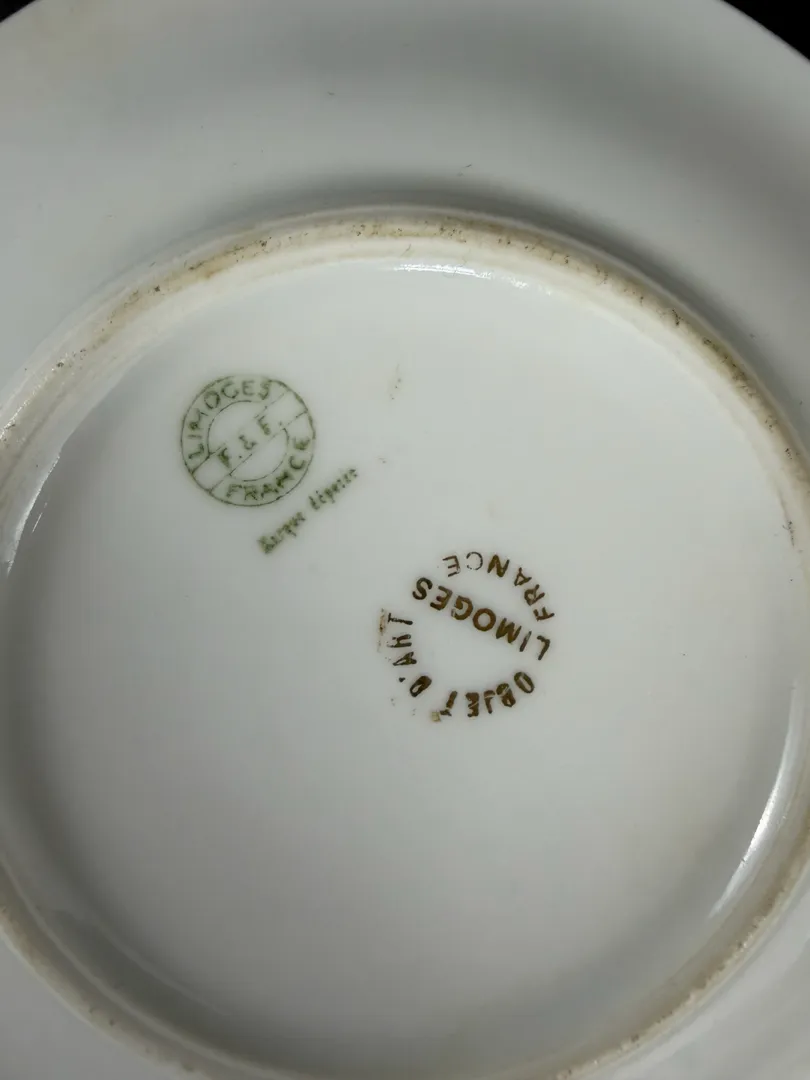 LIMOGES
F. & F.
FRANCE
Marque déposée
OBJET D'ART
LIMOGES
FRANCE